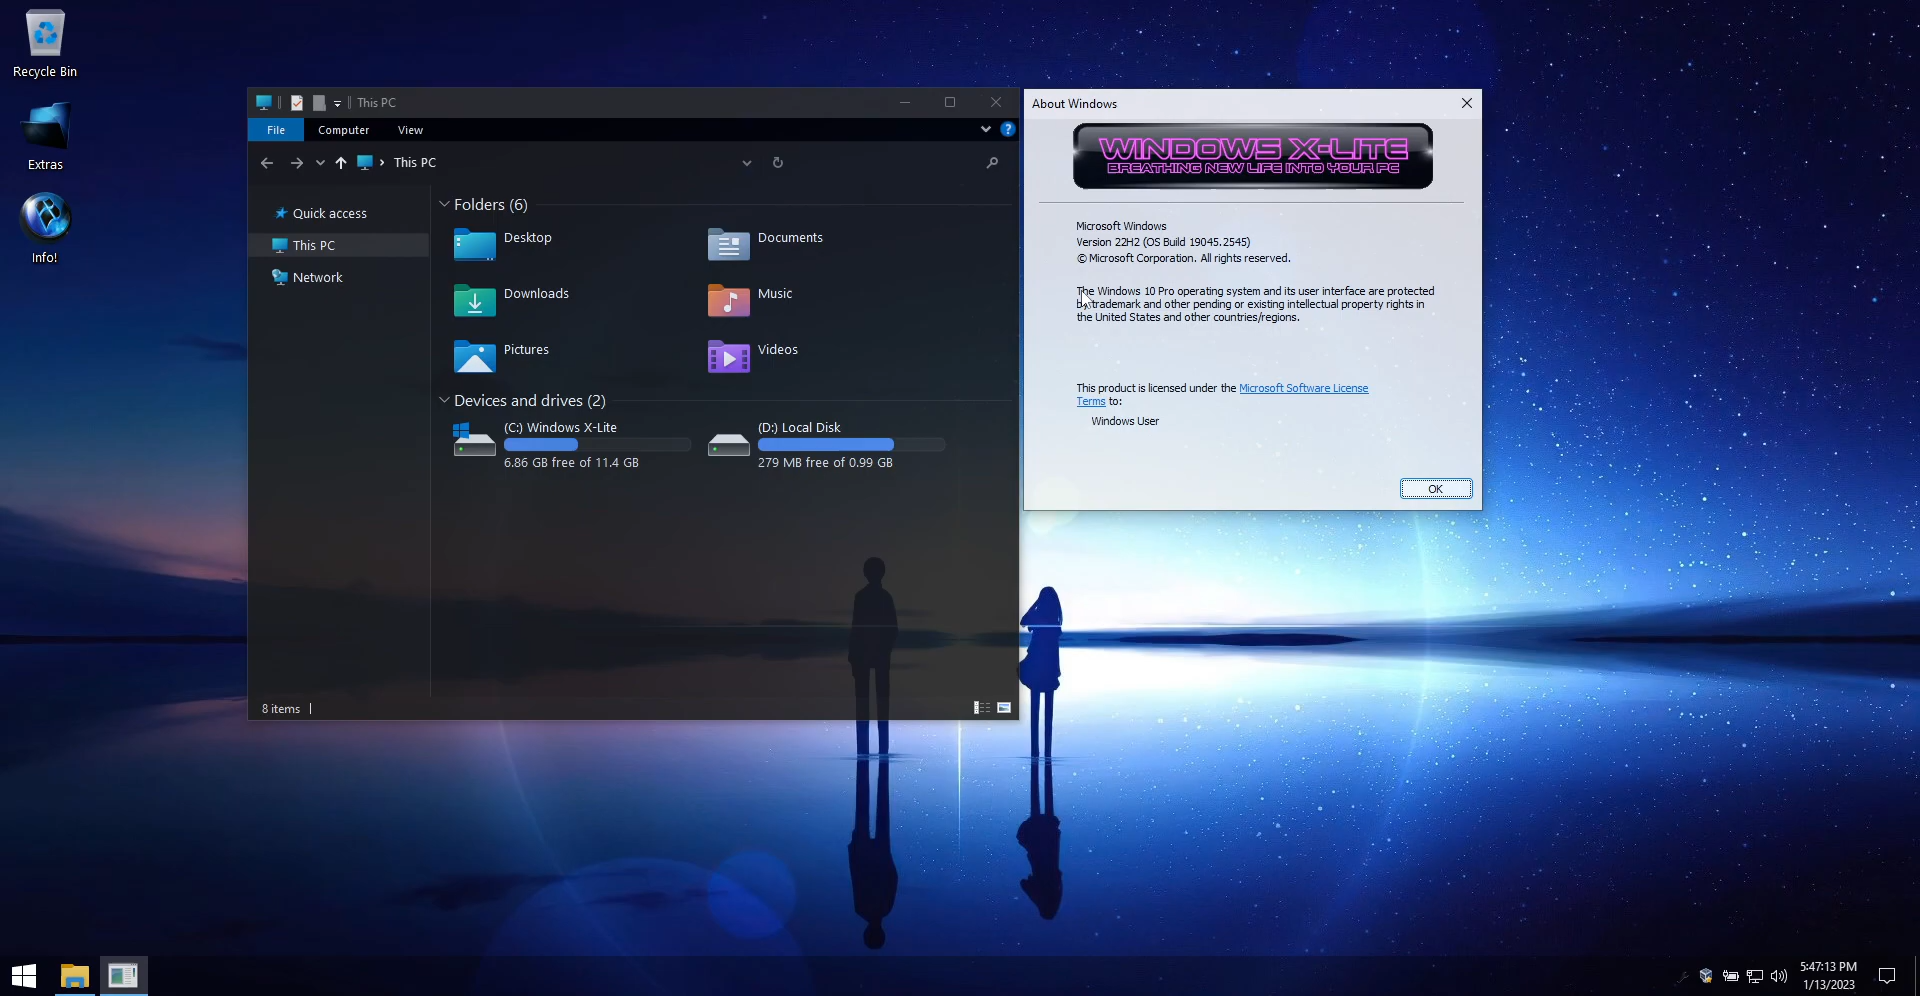 Recycle Bin
Extras
Info!
This PC
File
Computer
View
This PC
Quick access
This PC
Network
Folders (6)
Desktop
Documents
Downloads
Music
Pictures
Videos
Devices and drives (2)
(C:) Windows X-Lite
6.86 GB free of 11.4 GB
(D:) Local Disk
279 MB free of 0.99 GB
8 items
About Windows
WINDOWS X-LITE
BREATHING NEW LIFE INTO YOUR PC
Microsoft Windows
Version 22H2 (OS Build 19045.2545)
© Microsoft Corporation. All rights reserved.
The Windows 10 Pro operating system and its user interface are protected
by trademark and other pending or existing intellectual property rights in
the United States and other countries/regions.
This product is licensed under the Microsoft Software License
Terms to:
Windows User
OK
5:47:13 PM
1/13/2023